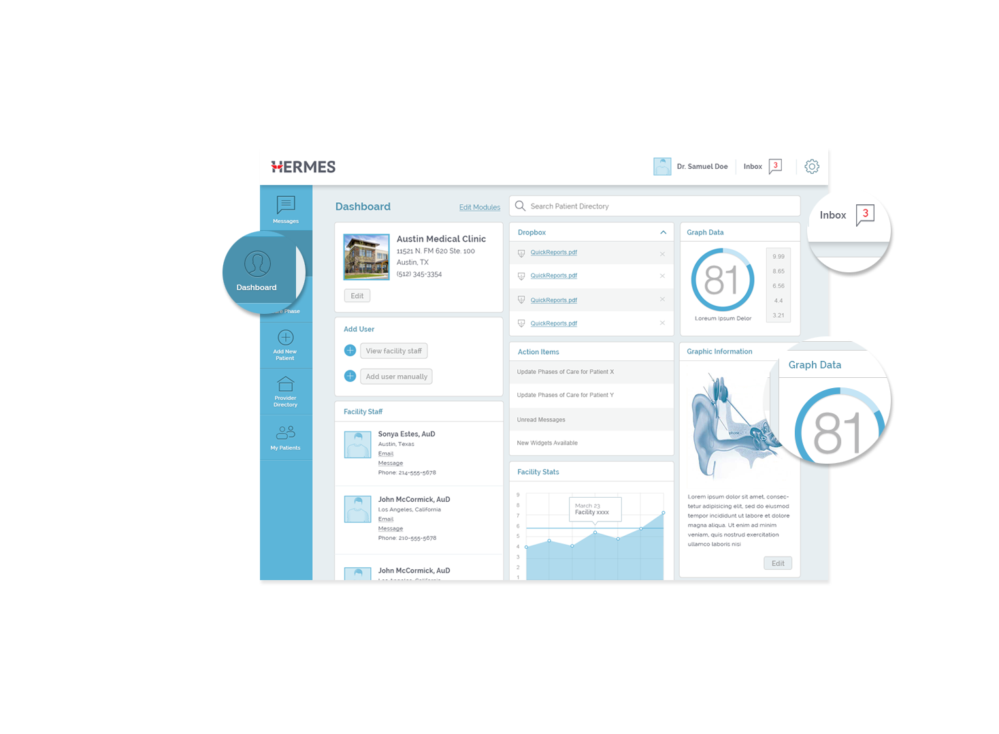 HERMES
Dr. Samuel Doe
Inbox
3
Messages
Dashboard
Phase
Add New
Patient
Provider
Directory
My Patients
Dashboard
Edit Modules
Search Patient Directory
Austin Medical Clinic
11521 N. FM 620 Ste. 100
Austin, TX
(512) 345-3354
Edit
Add User
View facility staff
Add user manually
Facility Staff
Sonya Estes, AuD
Austin, Texas
Email
Message
Phone: 214-555-5678
John McCormick, AuD
Los Angeles, California
Email
Message
Phone: 210-555-5678
John McCormick, AuD
Los Angeles, California
Dropbox
QuickReports.pdf
QuickReports.pdf
QuickReports.pdf
QuickReports.pdf
Action Items
Update Phases of Care for Patient X
Update Phases of Care for Patient Y
Unread Messages
New Widgets Available
Facility Stats
9
8
7
6
5
4
3
2
1
March 23
Facility xxxx
Graph Data
81
Loreum Ipsum Delor
9.99
8.65
6.56
4.4
3.21
Graphic Information
Lorem ipsum dolor sit amet, consec-
tetur adipisicing elit, sed do eiusmod
tempor incididunt ut labore et dolore
magna aliqua. Ut enim ad minim
veniam, quis nostrud exercitation
ullamco laboris nisi
Edit
Inbox
3
Graph Data
81